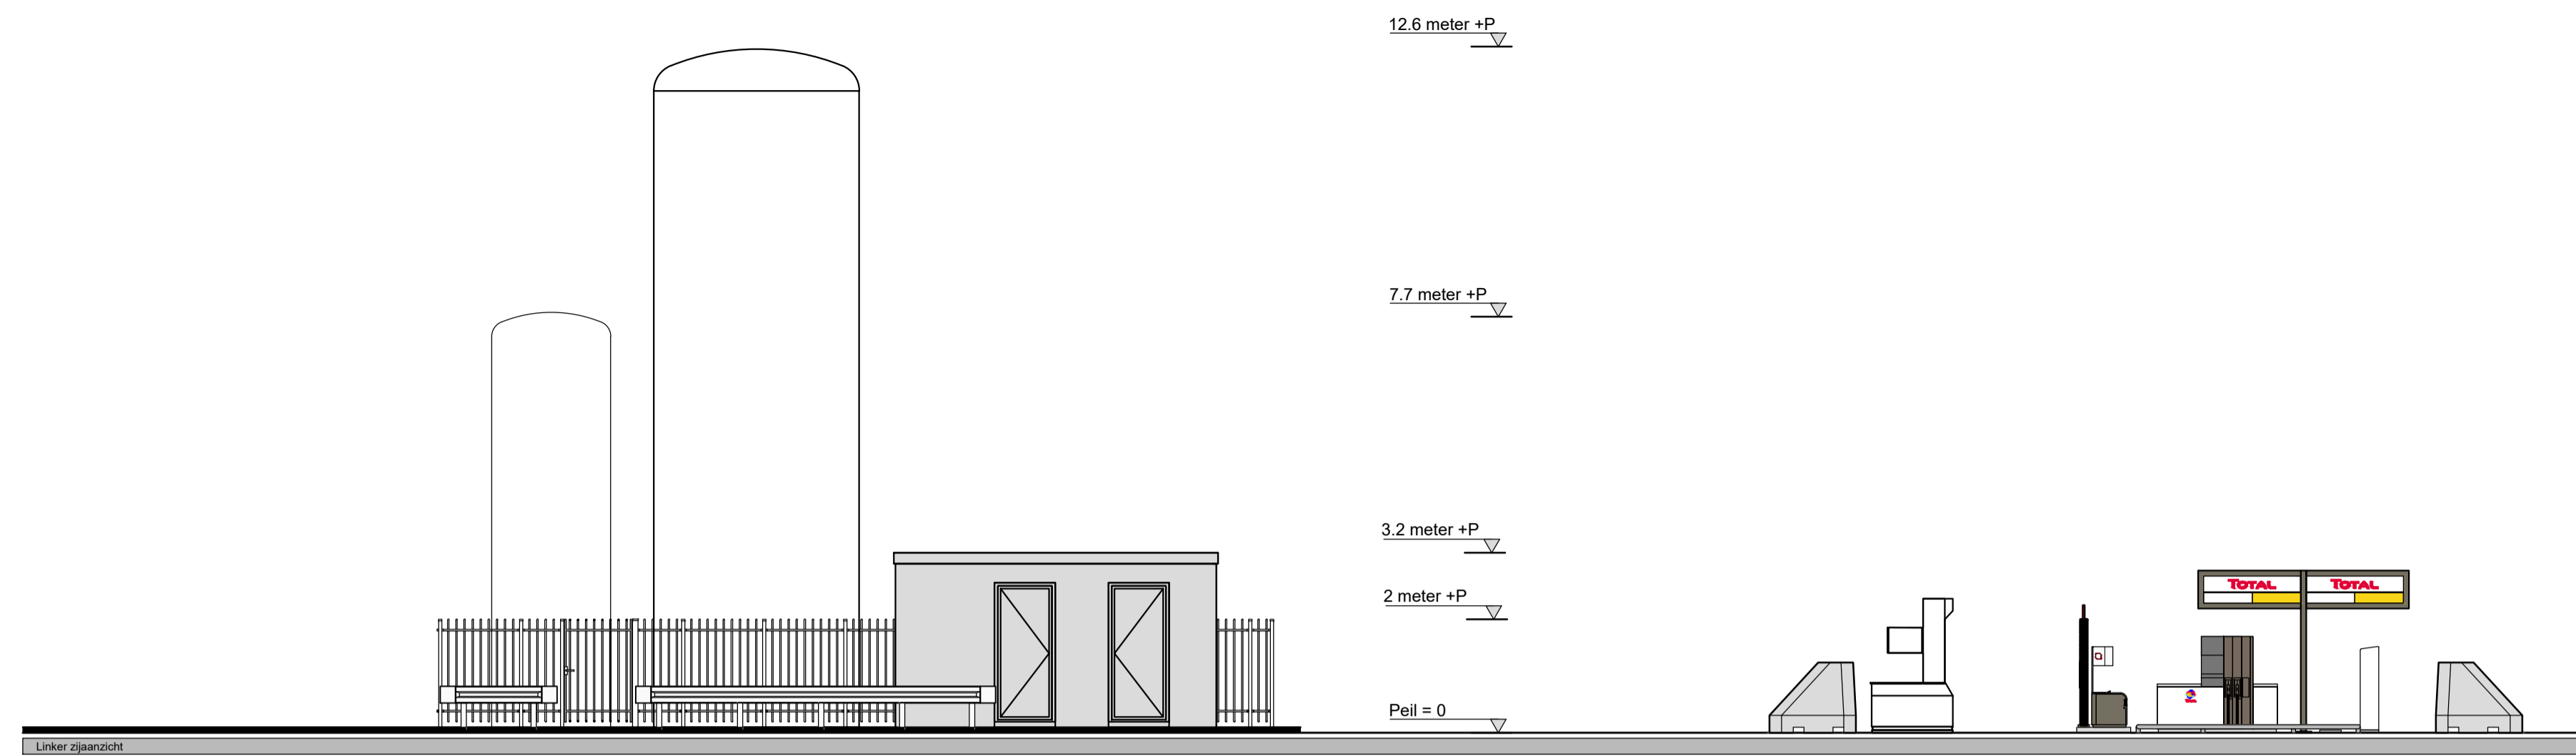 12.6 meter +P
7.7 meter +P
3.2 meter +P
2 meter +P
TOTAL TOTAL
Peil = 0
Linker zijaanzicht